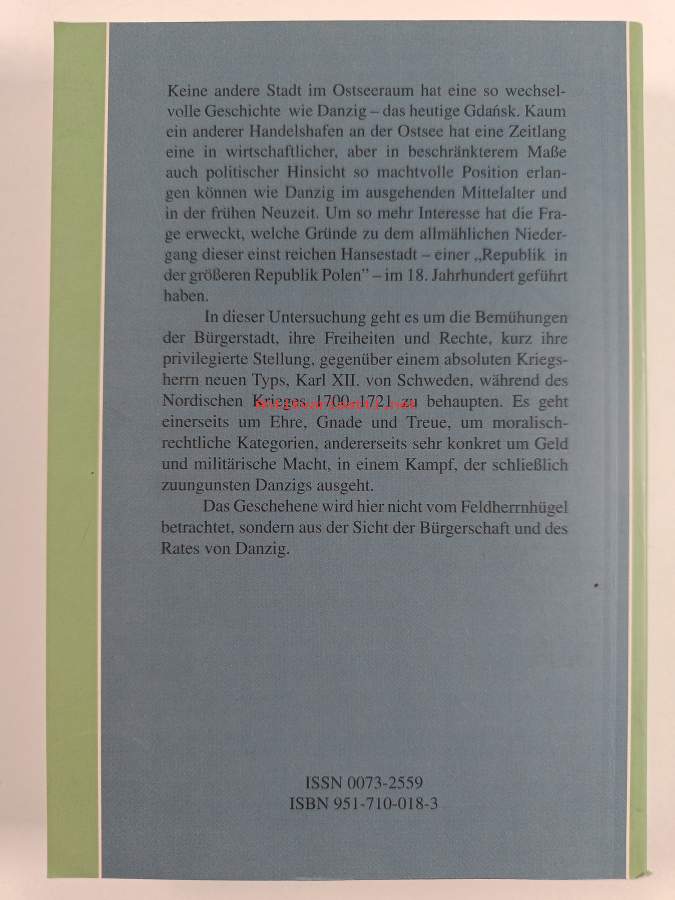 Keine andere Stadt im Ostseeraum hat eine so wechsel-
volle Geschichte wie Danzig – das heutige Gdańsk. Kaum
ein anderer Handelshafen an der Ostsee hat eine Zeitlang
eine in wirtschaftlicher, aber in beschränkterem Maße
auch politischer Hinsicht so machtvolle Position erlan-
gen können wie Danzig im ausgehenden Mittelalter und
in der frühen Neuzeit. Um so mehr Interesse hat die Fra-
ge erweckt, welche Gründe zu dem allmählichen Nieder-
gang dieser einst reichen Hansestadt – einer „Republik in
der größeren Republik Polen” – im 18. Jahrhundert geführt
haben.
In dieser Untersuchung geht es um die Bemühungen
der Bürgerstadt, ihre Freiheiten und Rechte, kurz ihre
privilegierte Stellung, gegenüber einem absoluten Kriegs-
herrn neuen Typs, Karl XII. von Schweden, während des
Nordischen Krieges 1700–1721 zu behaupten. Es geht
einerseits um Ehre, Gnade und Treue, um moralisch-
rechtliche Kategorien, andererseits sehr konkret um Geld
und militärische Macht, in einem Kampf, der schließlich
zuungunsten Danzigs ausgeht.
Das Geschehene wird hier nicht vom Feldherrnhügel
betrachtet, sondern aus der Sicht der Bürgerschaft und des
Rates von Danzig.
ISSN 0073-2559
ISBN 951-710-018-3